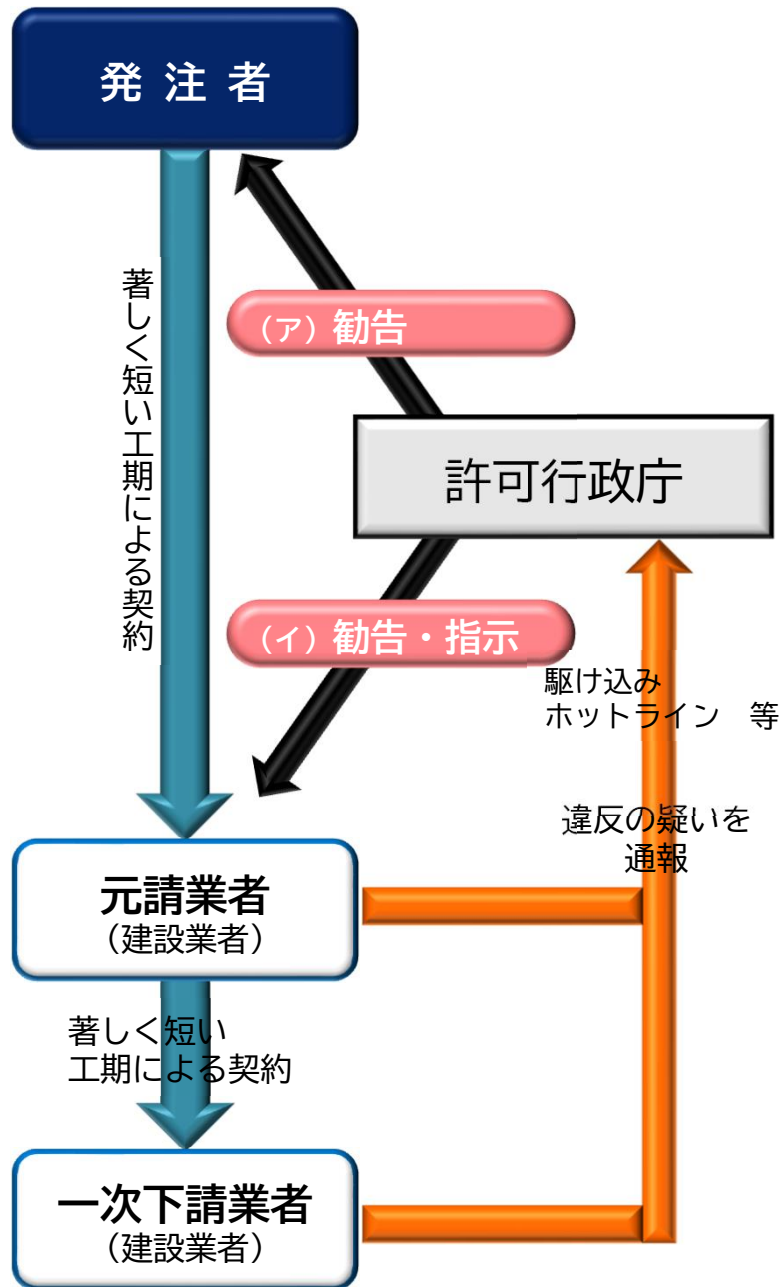 発注者
著しく短い工期による契約
（ア）勧告
許可行政庁
（イ）勧告・指示
駆け込み
ホットライン　等
違反の疑いを
通報
元請業者
（建設業者）
著しく短い
工期による契約
一次下請業者
（建設業者）